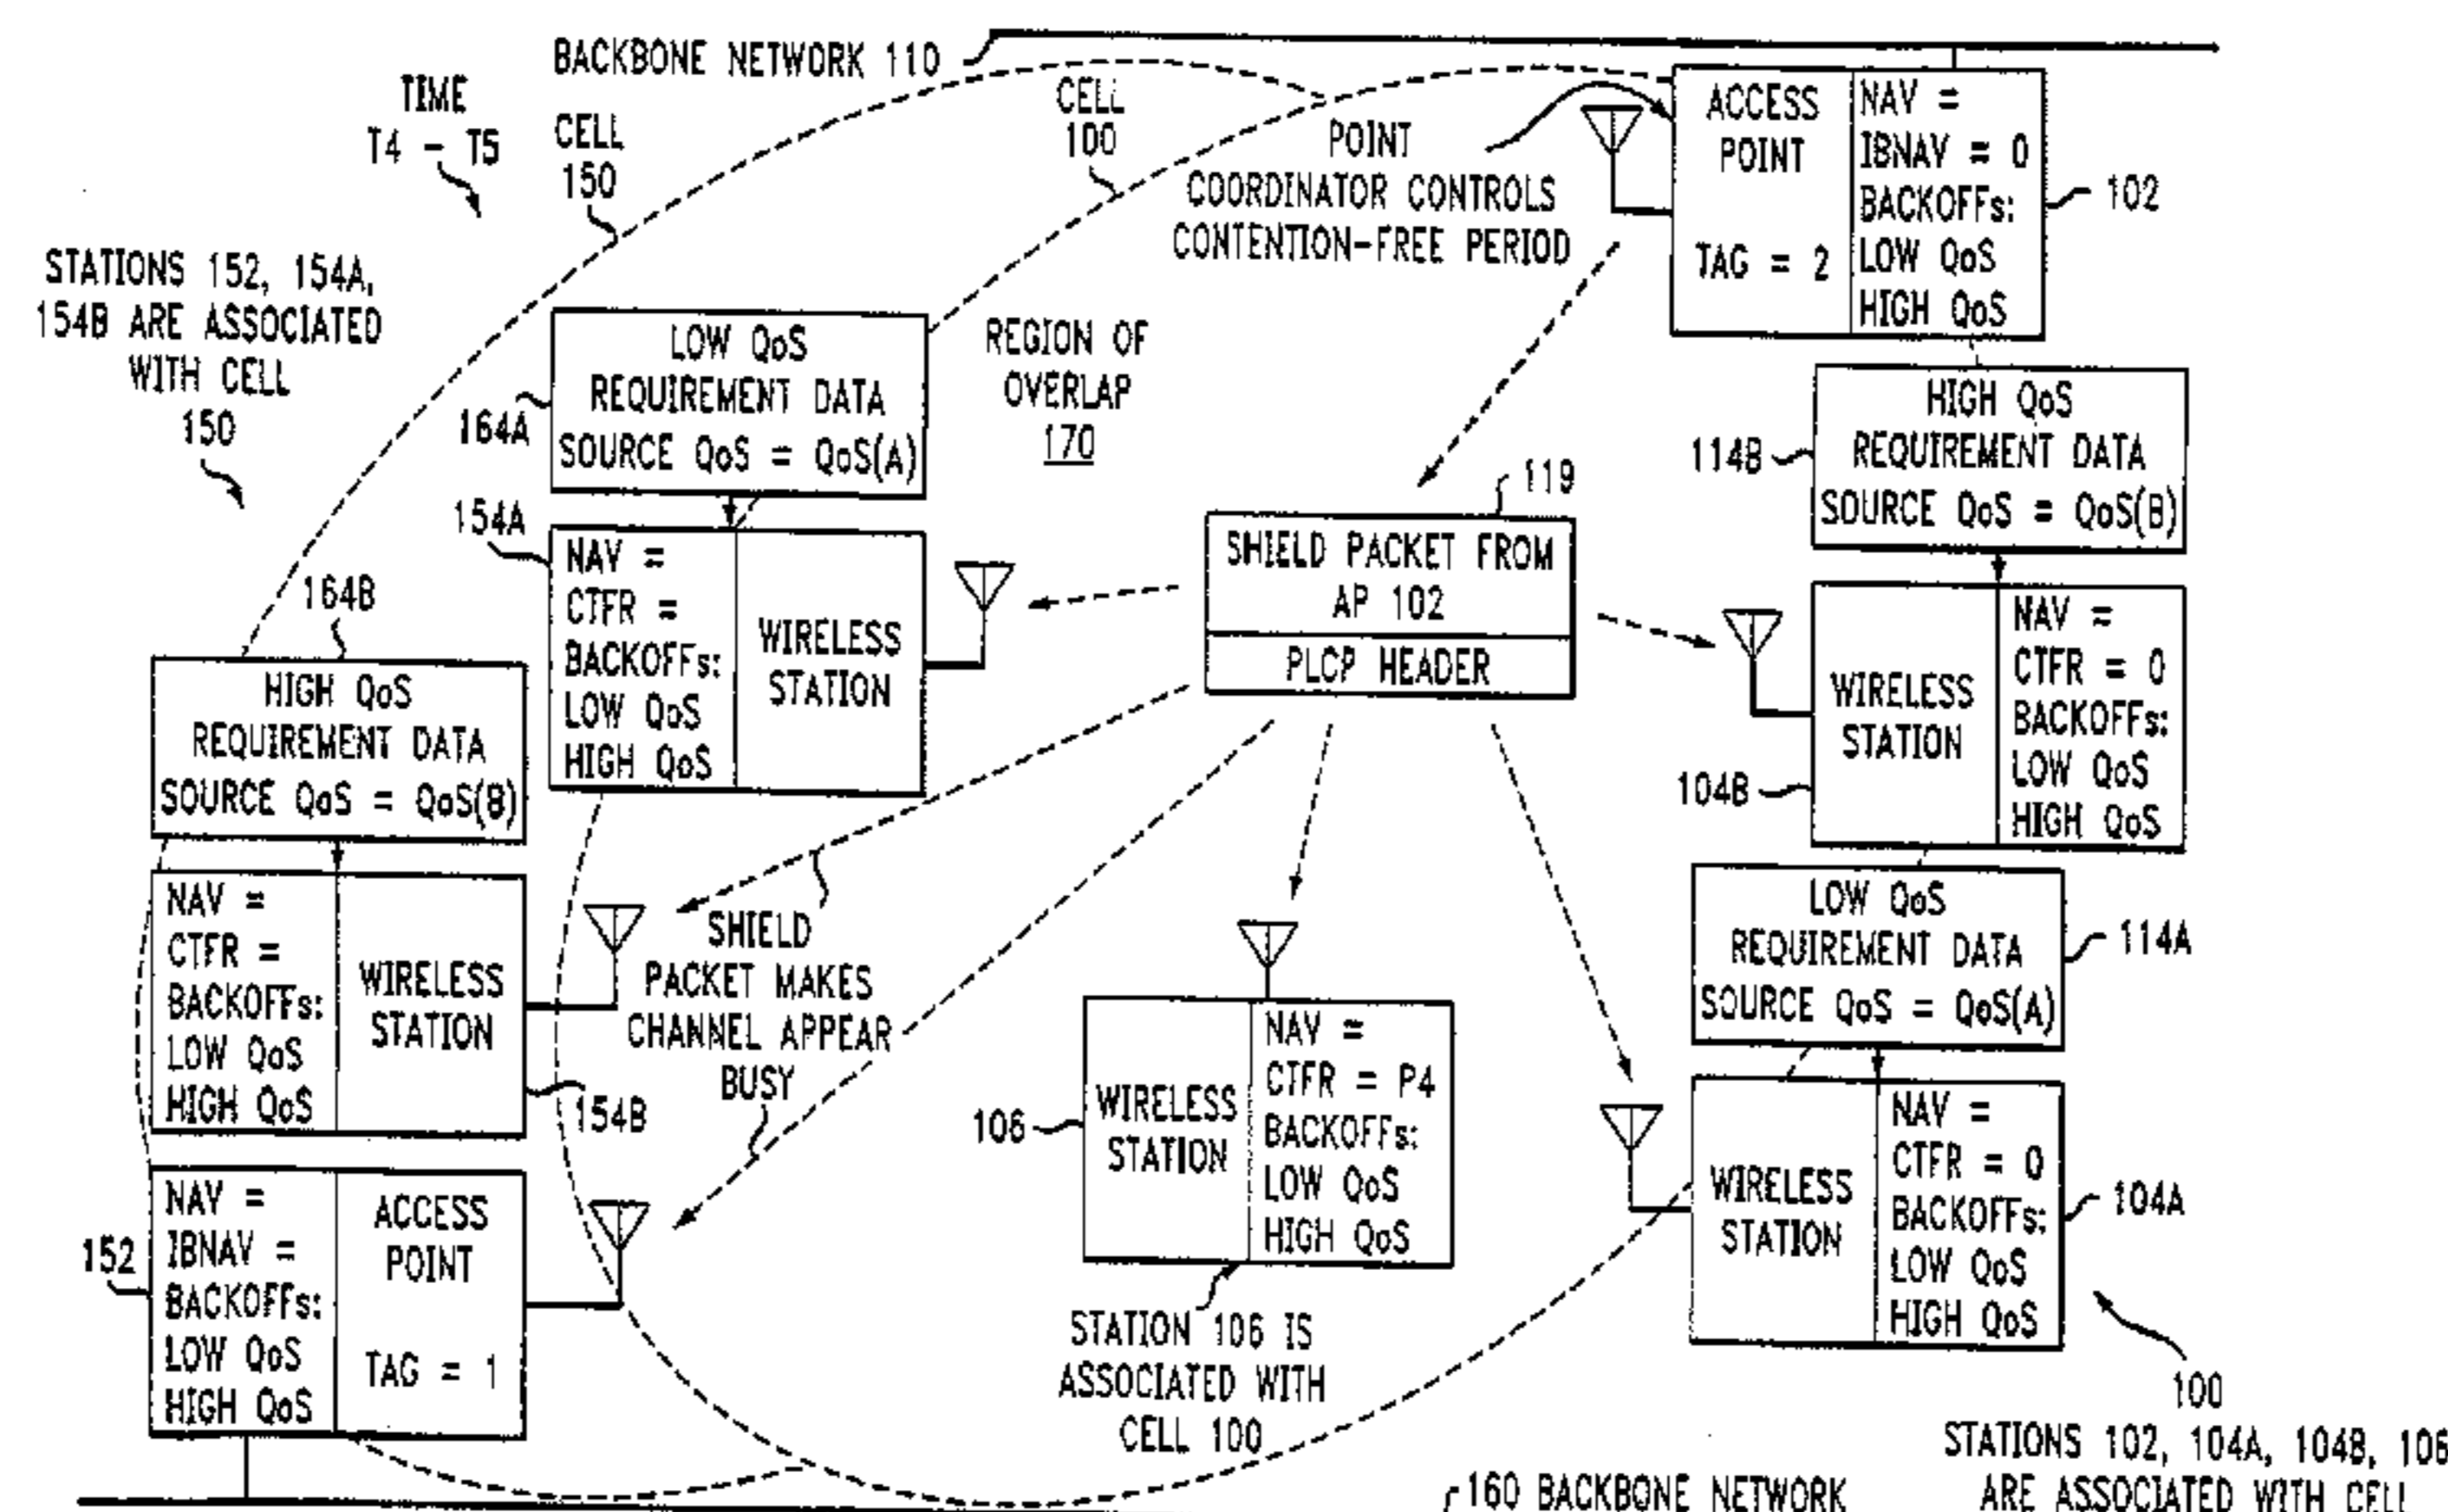 BACKBONE NETWORK 110
TIME
T4 - T5
CELL
150
CELL
100
POINT
COORDINATOR CONTROLS
CONTENTION-FREE PERIOD
ACCESS
POINT
TAG = 2
NAV =
IBNAV = 0
BACKOFFs:
LOW QoS
HIGH QoS
102
STATIONS 152, 154A,
154B ARE ASSOCIATED
WITH CELL
150
LOW QoS
REQUIREMENT DATA
SOURCE QoS = QoS(A)
164A
REGION OF
OVERLAP
170
HIGH QoS
REQUIREMENT DATA
SOURCE QoS = QoS(B)
114B
119
SHIELD PACKET FROM
AP 102
PLCP HEADER
154A
NAV =
CTFR =
BACKOFFs:
LOW QoS
HIGH QoS
WIRELESS
STATION
WIRELESS
STATION
NAV =
CTFR = 0
BACKOFFs:
LOW QoS
HIGH QoS
104B
164B
HIGH QoS
REQUIREMENT DATA
SOURCE QoS = QoS(B)
NAV =
CTFR =
BACKOFFs:
LOW QoS
HIGH QoS
WIRELESS
STATION
154B
SHIELD
PACKET MAKES
CHANNEL APPEAR
BUSY
LOW QoS
REQUIREMENT DATA
SOURCE QoS = QoS(A)
114A
106
WIRELESS
STATION
NAV =
CTFR = P4
BACKOFFs:
LOW QoS
HIGH QoS
STATION 106 IS
ASSOCIATED WITH
CELL 100
WIRELESS
STATION
NAV =
CTFR = 0
BACKOFFs:
LOW QoS
HIGH QoS
104A
152
NAV =
IBNAV =
BACKOFFs:
LOW QoS
HIGH QoS
ACCESS
POINT
TAG = 1
100
STATIONS 102, 104A, 104B, 106
ARE ASSOCIATED WITH CELL
160 BACKBONE NETWORK